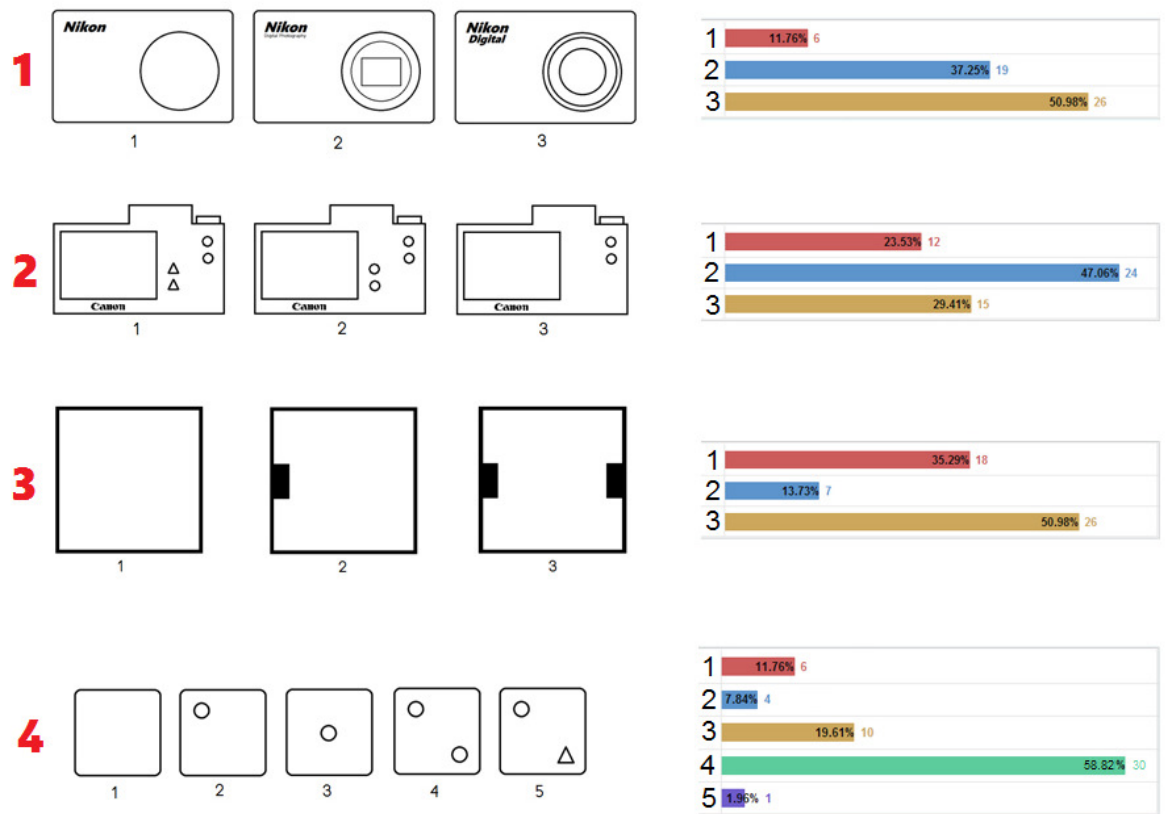 1
Nikon
1
Nikon
Digital Photography
2
Nikon
Digital
3
1 11.76% 6
2 37.25% 19
3 50.98% 26
2
Canon
1
Canon
2
Canon
3
1 23.53% 12
2 47.06% 24
3 29.41% 15
3
1
2
3
1 35.29% 18
2 13.73% 7
3 50.98% 26
4
1
2
3
4
5
1 11.76% 6
2 7.84% 4
3 19.61% 10
4 58.82% 30
5 1.96% 1